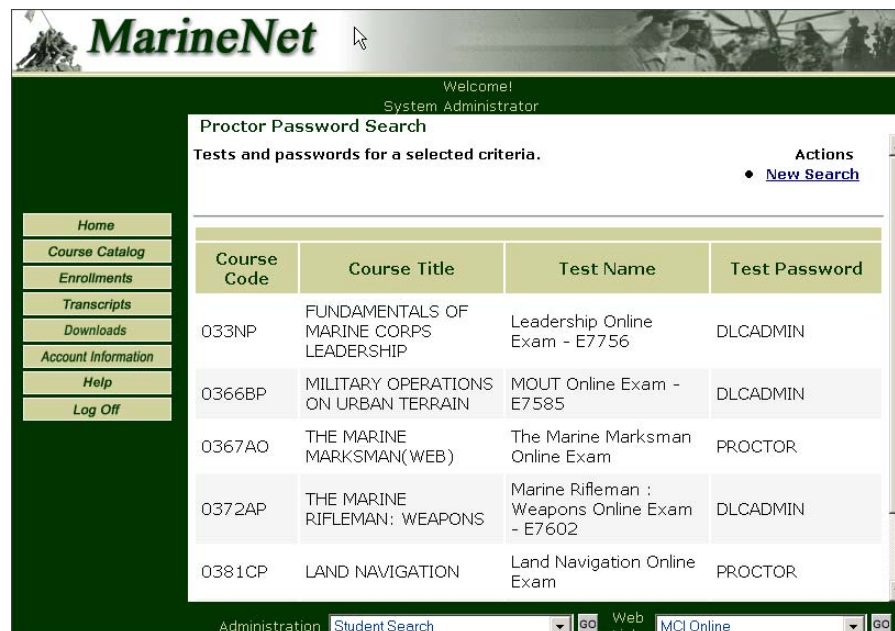 MarineNet
Welcome!
System Administrator
Proctor Password Search
Tests and passwords for a selected criteria.
Actions
• New Search
Home
Course Catalog
Enrollments
Transcripts
Downloads
Account Information
Help
Log Off
Course Code Course Title Test Name Test Password
033NP FUNDAMENTALS OF MARINE CORPS LEADERSHIP Leadership Online Exam - E7756 DLCADMIN
0366BP MILITARY OPERATIONS ON URBAN TERRAIN MOUT Online Exam - E7585 DLCADMIN
0367AO THE MARINE MARKSMAN(WEB) The Marine Marksman Online Exam PROCTOR
0372AP THE MARINE RIFLEMAN: WEAPONS Marine Rifleman : Weapons Online Exam - E7602 DLCADMIN
0381CP LAND NAVIGATION Land Navigation Online Exam PROCTOR
Administration Student Search GO Web MCI Online GO